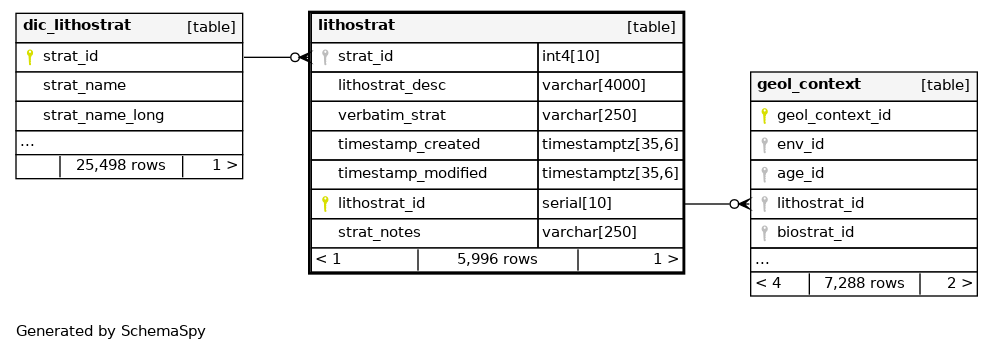 dic_lithostrat [table]
strat_id
strat_name
strat_name_long
...
25,498 rows 1 >
lithostrat [table]
strat_id int4[10]
lithostrat_desc varchar[4000]
verbatim_strat varchar[250]
timestamp_created timestamptz[35,6]
timestamp_modified timestamptz[35,6]
lithostrat_id serial[10]
strat_notes varchar[250]
< 1 5,996 rows 1 >
geol_context [table]
geol_context_id
env_id
age_id
lithostrat_id
biostrat_id
...
< 4 7,288 rows 2 >
Generated by SchemaSpy